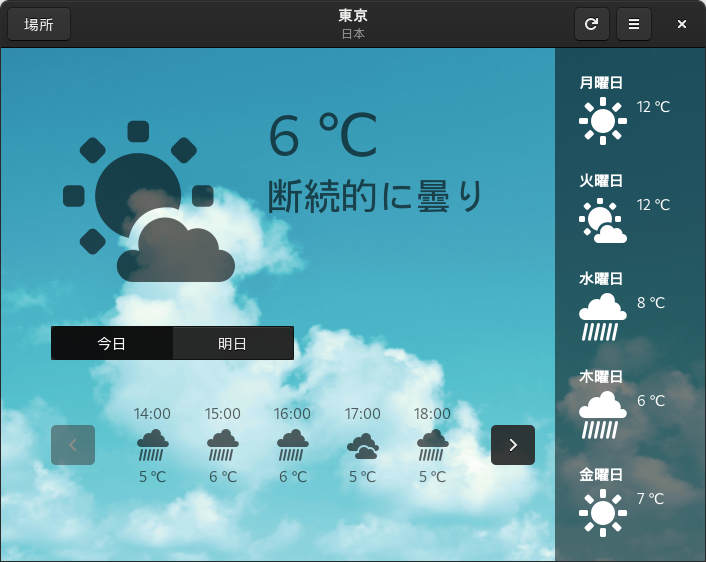 場所
東京
日本
6 ℃
断続的に曇り
今日 明日
14:00 15:00 16:00 17:00 18:00
5 ℃ 6 ℃ 6 ℃ 5 ℃ 5 ℃
月曜日
12 ℃
火曜日
12 ℃
水曜日
8 ℃
木曜日
6 ℃
金曜日
7 ℃